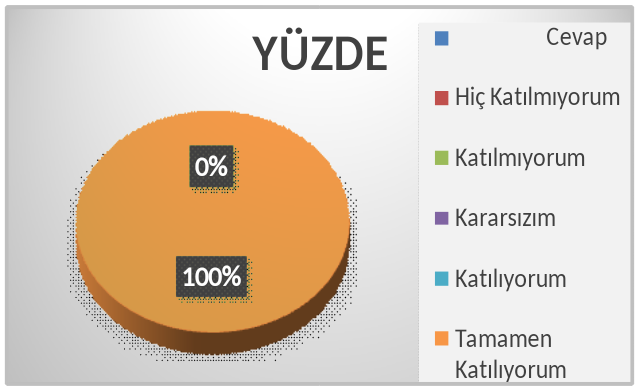 YÜZDE
0%
100%
Cevap
Hiç Katılmıyorum
Katılmıyorum
Kararsızım
Katılıyorum
Tamamen
Katılıyorum